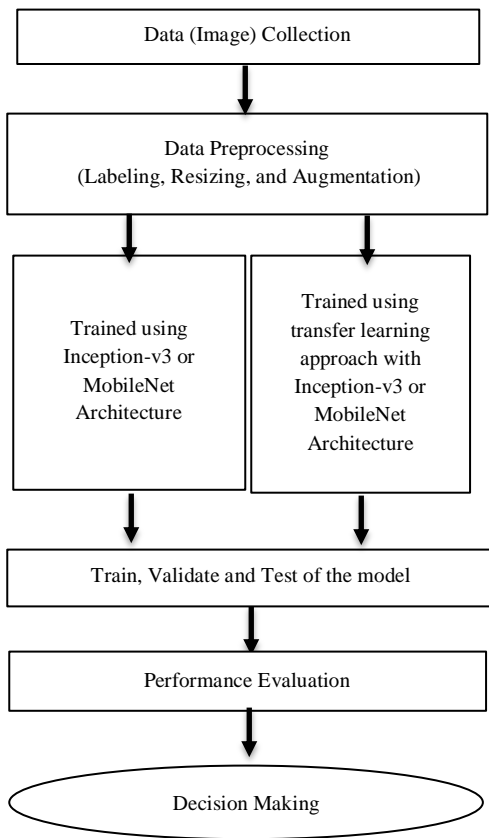 Data (Image) Collection
Data Preprocessing
(Labeling, Resizing, and Augmentation)
Trained using
Inception-v3 or
MobileNet
Architecture
Trained using
transfer learning
approach with
Inception-v3 or
MobileNet
Architecture
Train, Validate and Test of the model
Performance Evaluation
Decision Making